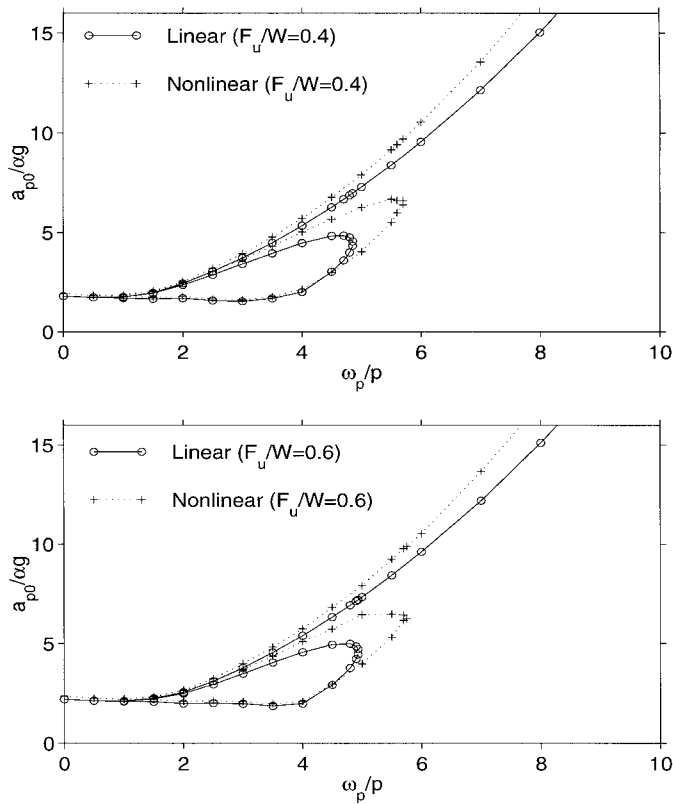 15
10
5
0
a_p0/αg
Linear (F_u/W=0.4)
Nonlinear (F_u/W=0.4)
0 2 4 6 8 10
ω_p/p
15
10
5
0
a_p0/αg
Linear (F_u/W=0.6)
Nonlinear (F_u/W=0.6)
0 2 4 6 8 10
ω_p/p